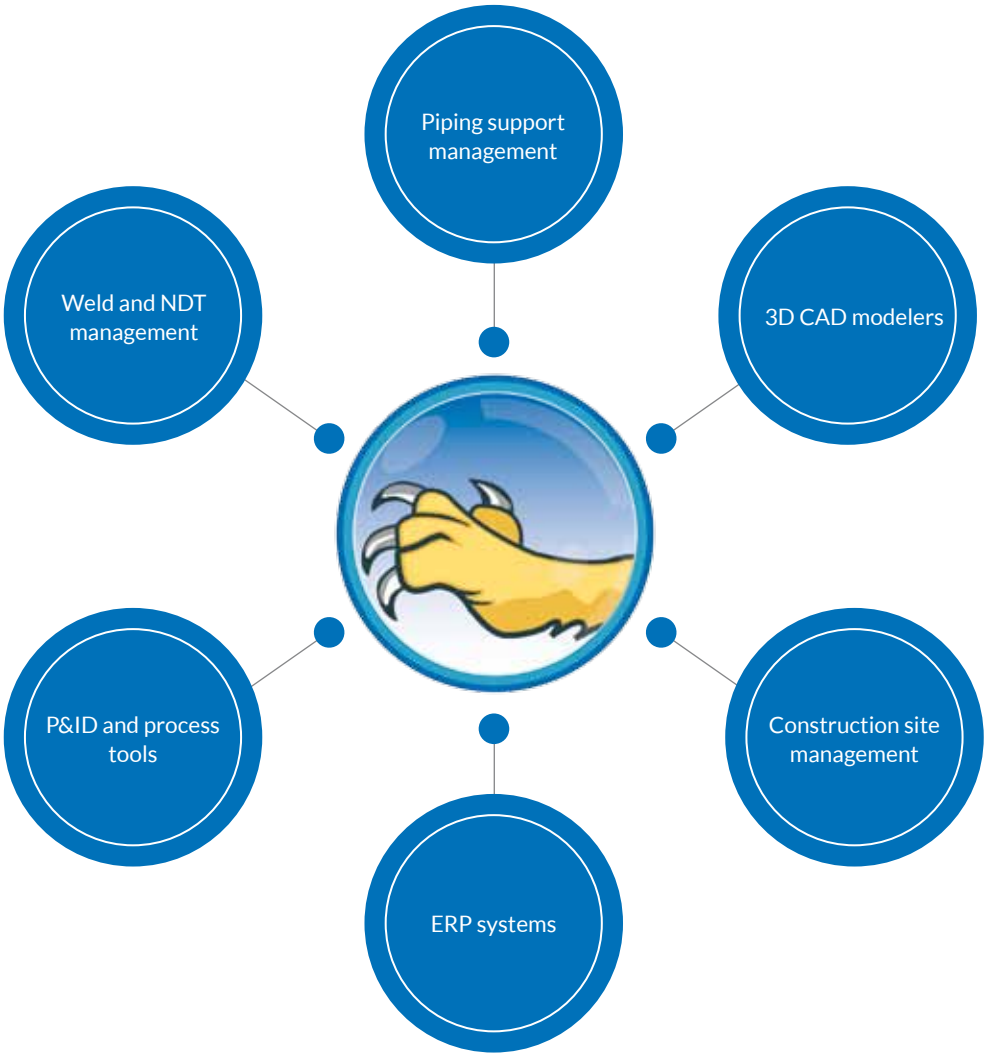 Piping support
management
Weld and NDT
management
3D CAD modelers
P&ID and process
tools
Construction site
management
ERP systems